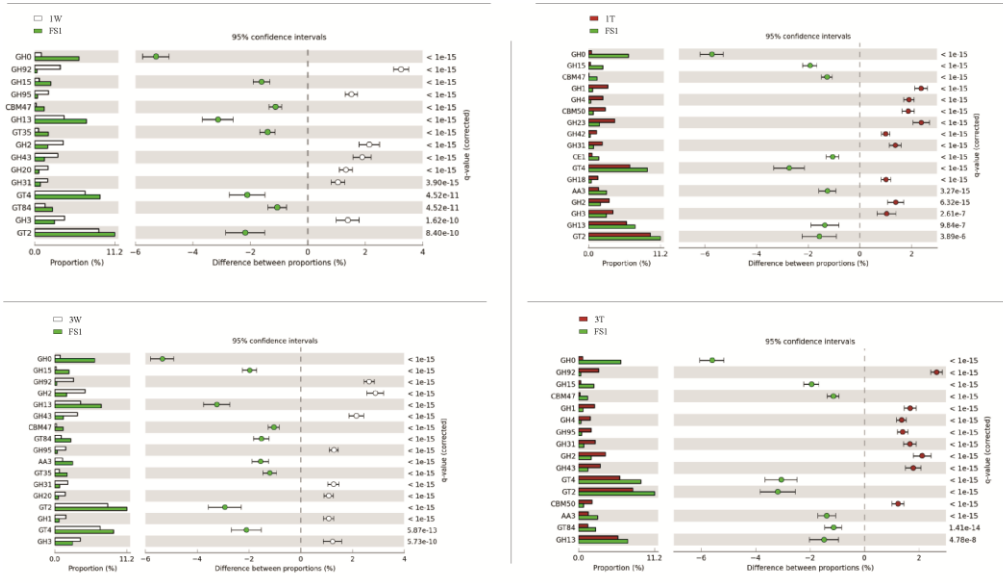 1W
FS1
95% confidence intervals
GH0 < 1e-15
GH92 < 1e-15
GH15 < 1e-15
GH95 < 1e-15
CBM47 < 1e-15
GH13 < 1e-15
GT35 < 1e-15
GH2 < 1e-15
GH43 < 1e-15
GH20 < 1e-15
GH31 3.90e-15
GT4 4.52e-11
GT84 4.52e-11
GH3 1.62e-10
GT2 8.40e-10
q-value (corrected)
0.0 11.2 −6 −4 −2 0 2 4
Proportion (%) Difference between proportions (%)
1T
FS1
95% confidence intervals
GH0 < 1e-15
GH15 < 1e-15
CBM47 < 1e-15
GH1 < 1e-15
GH4 < 1e-15
CBM50 < 1e-15
GH23 < 1e-15
GH42 < 1e-15
GH31 < 1e-15
CE1 < 1e-15
GT4 < 1e-15
GH18 < 1e-15
AA3 3.27e-15
GH2 6.32e-15
GH3 2.61e-7
GH13 9.84e-7
GT2 3.89e-6
q-value (corrected)
0.0 11.2 −6 −4 −2 0 2
Proportion (%) Difference between proportions (%)
3W
FS1
95% confidence intervals
GH0 < 1e-15
GH15 < 1e-15
GH92 < 1e-15
GH2 < 1e-15
GH13 < 1e-15
GH43 < 1e-15
CBM47 < 1e-15
GT84 < 1e-15
GH95 < 1e-15
AA3 < 1e-15
GT35 < 1e-15
GH31 < 1e-15
GH20 < 1e-15
GT2 < 1e-15
GH1 < 1e-15
GT4 5.87e-13
GH3 5.73e-10
q-value (corrected)
0.0 11.2 −6 −4 −2 0 2 4
Proportion (%) Difference between proportions (%)
3T
FS1
95% confidence intervals
GH0 < 1e-15
GH92 < 1e-15
GH15 < 1e-15
CBM47 < 1e-15
GH1 < 1e-15
GH4 < 1e-15
GH95 < 1e-15
GH31 < 1e-15
GH2 < 1e-15
GH43 < 1e-15
GT4 < 1e-15
GT2 < 1e-15
CBM50 < 1e-15
AA3 < 1e-15
GT84 1.41e-14
GH13 4.78e-8
q-value (corrected)
0.0 11.2 −6 −4 −2 0 2
Proportion (%) Difference between proportions (%)